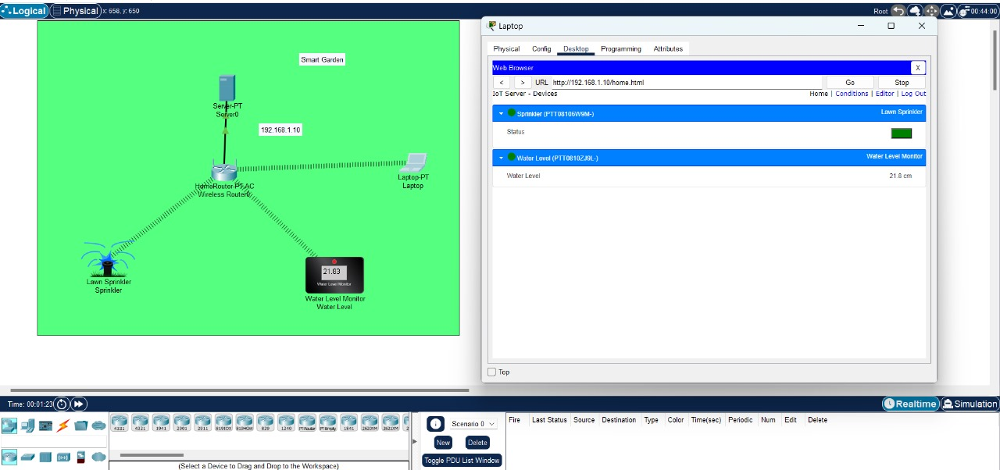 Logical Physical x: 658, y: 650 Root 00:44:00
Smart Garden
Server-PT
Server0
192.168.1.10
HomeRouter-PT-AC
Wireless Router0
Laptop-PT
Laptop
Lawn Sprinkler
Sprinkler
21.83
Water Level Monitor
Water Level Monitor
Water Level
Laptop
Physical Config Desktop Programming Attributes
Web Browser X
< > URL http://192.168.1.10/home.html Go Stop
IoT Server - Devices Home | Conditions | Editor | Log Out
Sprinkler (PTT08106W9M-) Lawn Sprinkler
Status
Water Level (PTT0810ZJ9L-) Water Level Monitor
Water Level 21.8 cm
Top
Time: 00:01:23 Realtime Simulation
4331 4321 1941 2901 2911 819IOX 819HGW 829 1240 PT-Router PT-Empty 1841 2620XM 2621XM 2
Scenario 0
New Delete
Toggle PDU List Window
Fire Last Status Source Destination Type Color Time(sec) Periodic Num Edit Delete
(Select a Device to Drag and Drop to the Workspace)